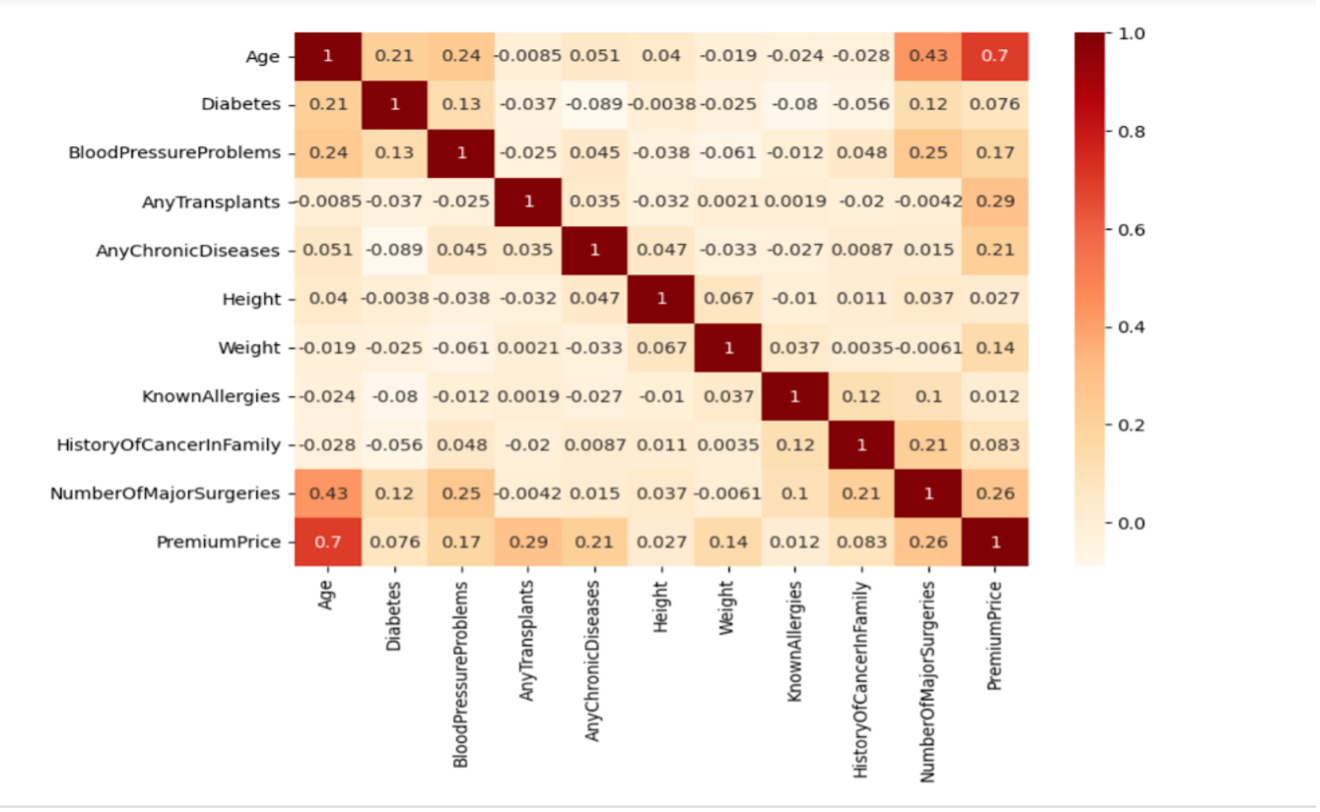 1.0
Age 1 0.21 0.24 -0.0085 0.051 0.04 -0.019 -0.024 -0.028 0.43 0.7
Diabetes 0.21 1 0.13 -0.037 -0.089 -0.0038 -0.025 -0.08 -0.056 0.12 0.076
0.8
BloodPressureProblems 0.24 0.13 1 -0.025 0.045 -0.038 -0.061 -0.012 0.048 0.25 0.17
AnyTransplants -0.0085 -0.037 -0.025 1 0.035 -0.032 0.0021 0.0019 -0.02 -0.0042 0.29
0.6
AnyChronicDiseases 0.051 -0.089 0.045 0.035 1 0.047 -0.033 -0.027 0.0087 0.015 0.21
Height 0.04 -0.0038 -0.038 -0.032 0.047 1 0.067 -0.01 0.011 0.037 0.027
0.4
Weight -0.019 -0.025 -0.061 0.0021 -0.033 0.067 1 0.037 0.0035 -0.0061 0.14
KnownAllergies -0.024 -0.08 -0.012 0.0019 -0.027 -0.01 0.037 1 0.12 0.1 0.012
0.2
HistoryOfCancerInFamily -0.028 -0.056 0.048 -0.02 0.0087 0.011 0.0035 0.12 1 0.21 0.083
NumberOfMajorSurgeries 0.43 0.12 0.25 -0.0042 0.015 0.037 -0.0061 0.1 0.21 1 0.26
0.0
PremiumPrice 0.7 0.076 0.17 0.29 0.21 0.027 0.14 0.012 0.083 0.26 1
Age
Diabetes
BloodPressureProblems
AnyTransplants
AnyChronicDiseases
Height
Weight
KnownAllergies
HistoryOfCancerInFamily
NumberOfMajorSurgeries
PremiumPrice